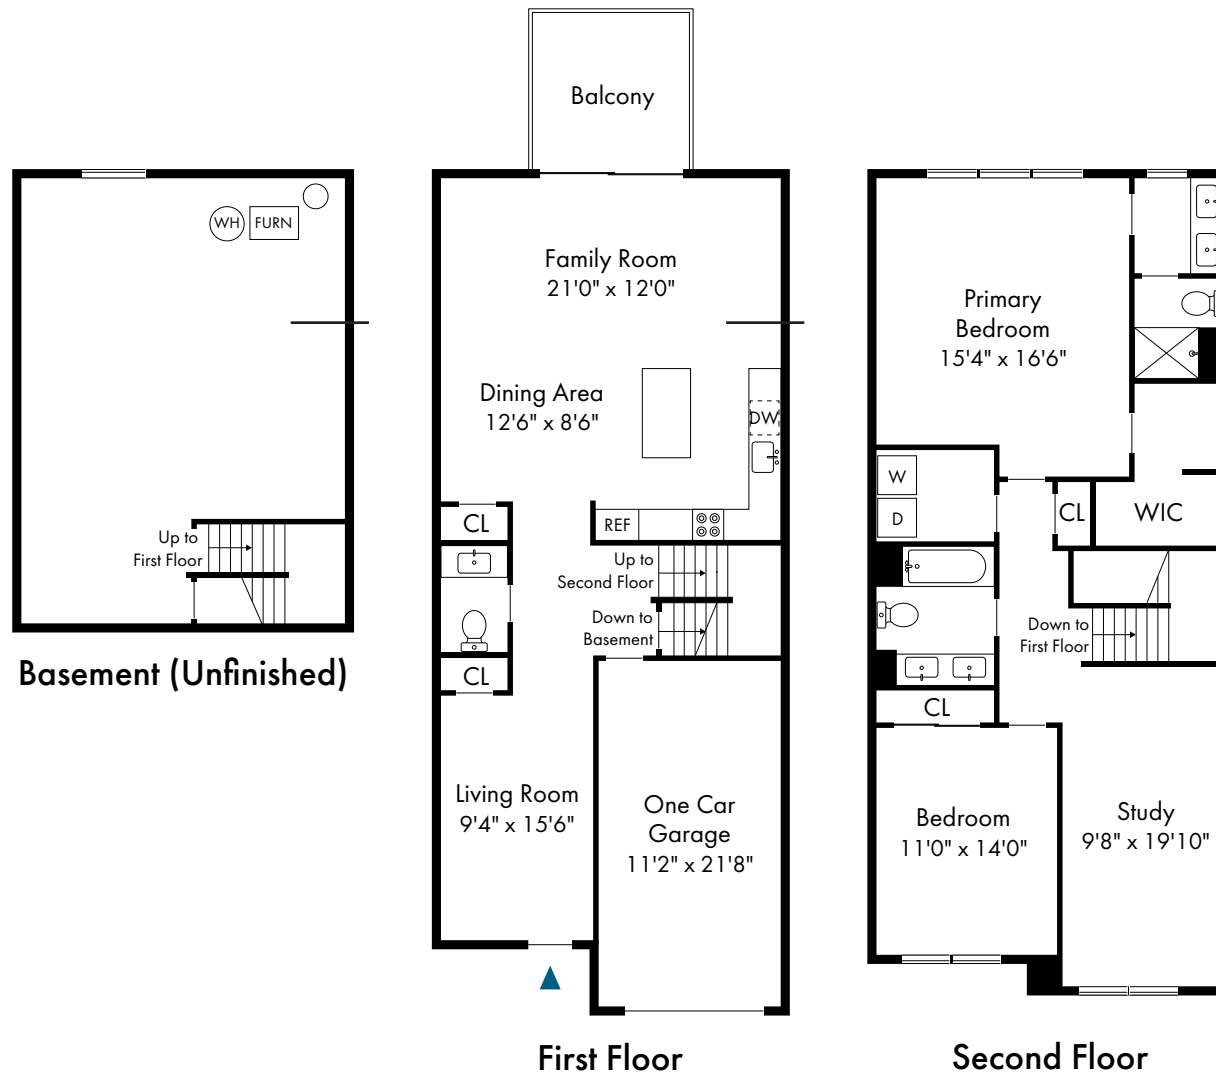 WH
FURN
Up to
First Floor
Basement (Unfinished)
Balcony
Family Room
21'0" x 12'0"
Dining Area
12'6" x 8'6"
DW
CL
REF
Up to
Second Floor
Down to
Basement
CL
Living Room
9'4" x 15'6"
One Car
Garage
11'2" x 21'8"
First Floor
Primary
Bedroom
15'4" x 16'6"
W
D
CL
WIC
Down to
First Floor
CL
Bedroom
11'0" x 14'0"
Study
9'8" x 19'10"
Second Floor